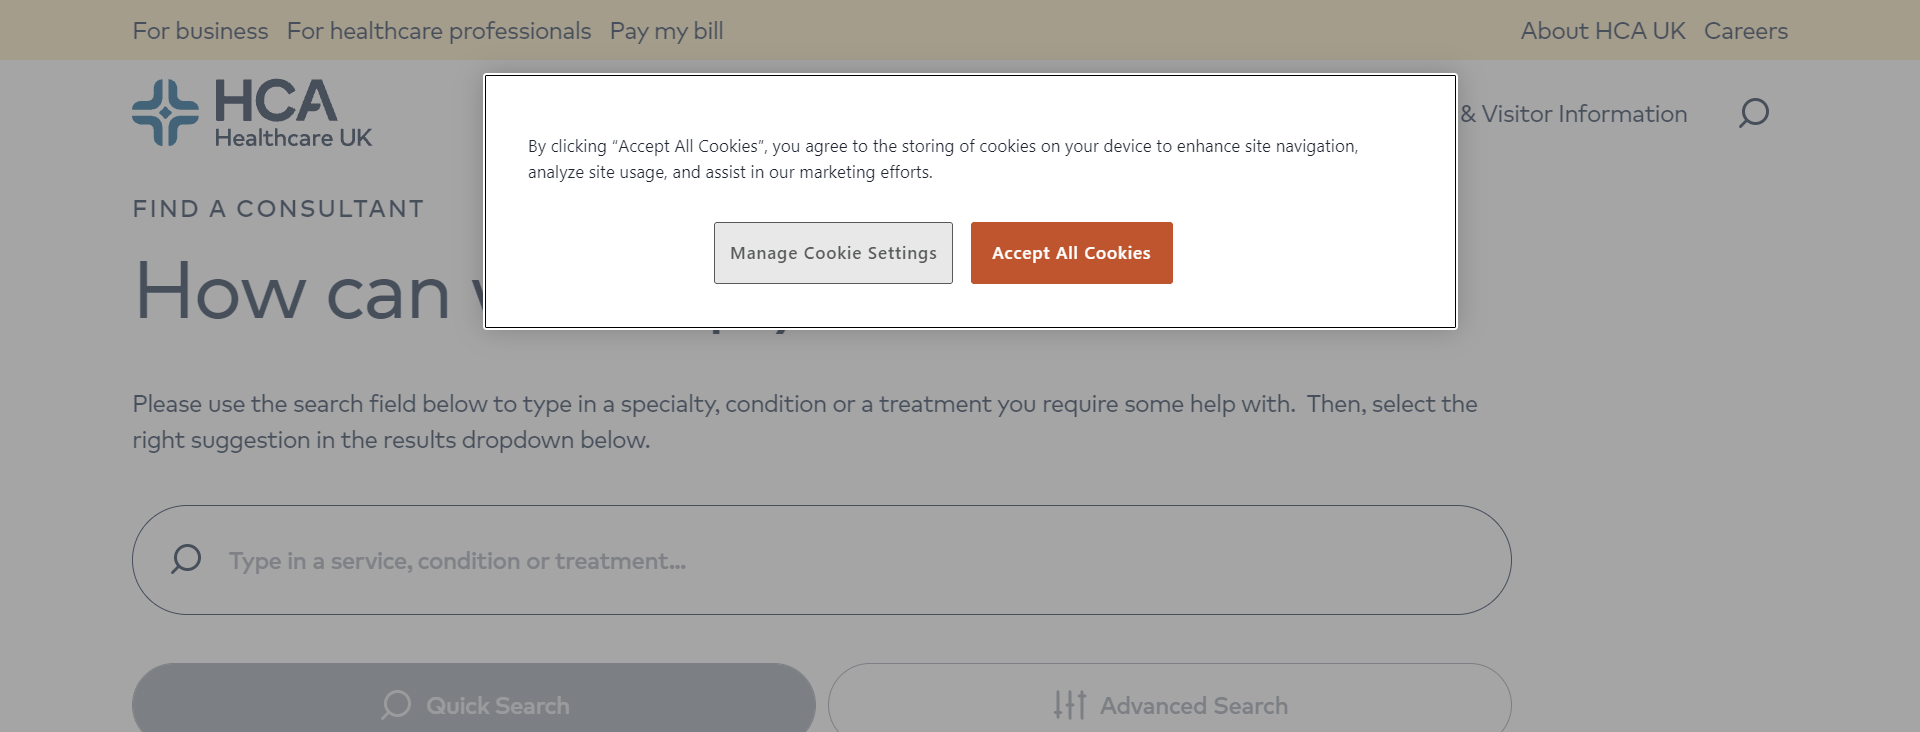 For business For healthcare professionals Pay my bill About HCA UK Careers
HCA
Healthcare UK
& Visitor Information
By clicking “Accept All Cookies”, you agree to the storing of cookies on your device to enhance site navigation,
analyze site usage, and assist in our marketing efforts.
Manage Cookie Settings Accept All Cookies
FIND A CONSULTANT
How can
Please use the search field below to type in a specialty, condition or a treatment you require some help with. Then, select the
right suggestion in the results dropdown below.
Type in a service, condition or treatment...
Quick Search Advanced Search